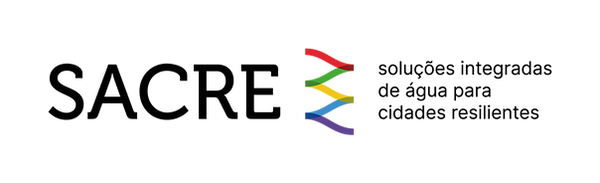 SACRE
soluções integradas
de água para
cidades resilientes